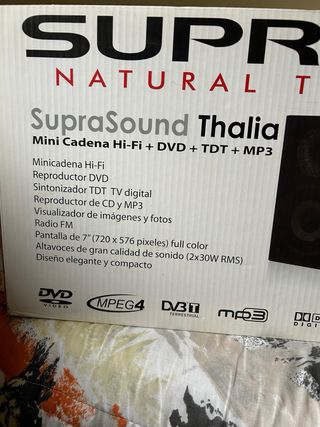 SUPR
NATURAL T
SupraSound Thalia
Mini Cadena Hi-Fi + DVD + TDT + MP3
Minicadena Hi-Fi
Reproductor DVD
Sintonizador TDT TV digital
Reproductor de CD y MP3
Visualizador de imágenes y fotos
Radio FM
Pantalla de 7" (720 x 576 pixeles) full color
Altavoces de gran calidad de sonido (2x30W RMS)
Diseño elegante y compacto
DVD VIDEO MPEG4 DVB T TERRESTRIAL mp3 DIGI